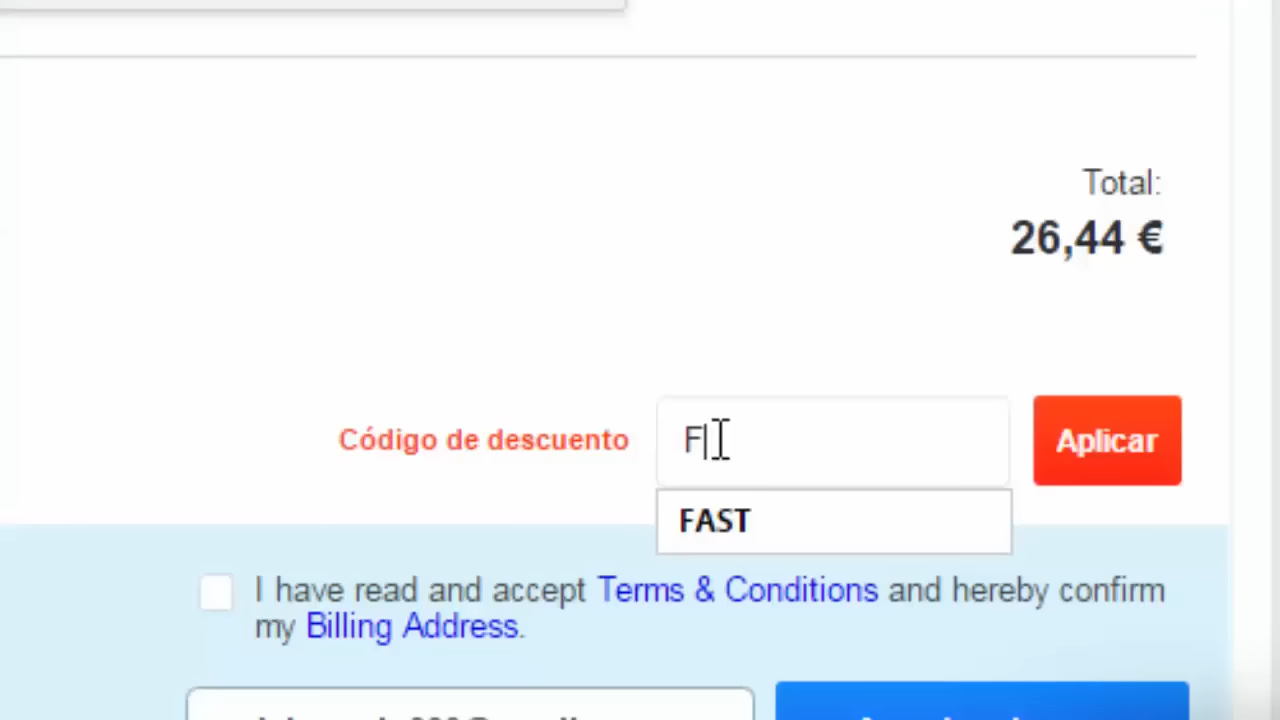 Total:
26,44 €
Código de descuento
F
Aplicar
FAST
I have read and accept Terms & Conditions and hereby confirm
my Billing Address.